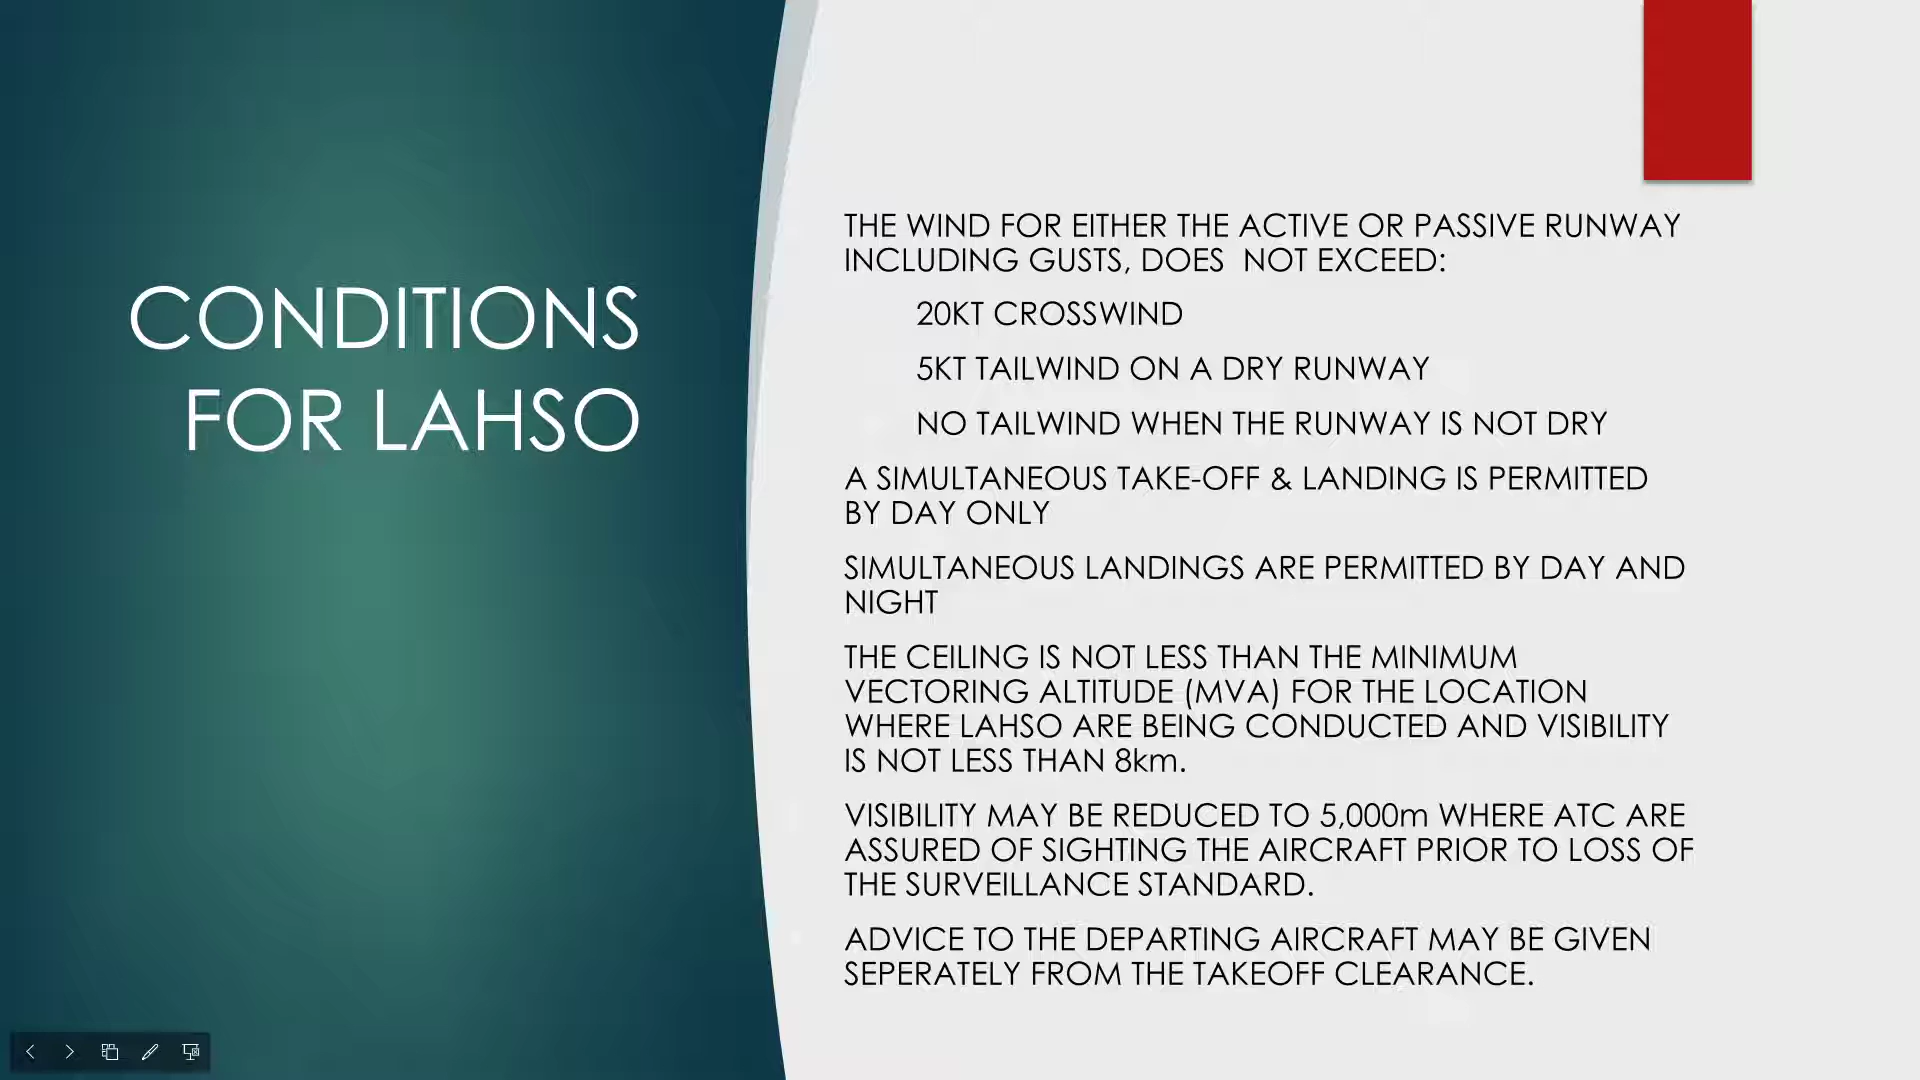 CONDITIONS
FOR LAHSO
THE WIND FOR EITHER THE ACTIVE OR PASSIVE RUNWAY
INCLUDING GUSTS, DOES  NOT EXCEED:
20KT CROSSWIND
5KT TAILWIND ON A DRY RUNWAY
NO TAILWIND WHEN THE RUNWAY IS NOT DRY
A SIMULTANEOUS TAKE-OFF & LANDING IS PERMITTED
BY DAY ONLY
SIMULTANEOUS LANDINGS ARE PERMITTED BY DAY AND
NIGHT
THE CEILING IS NOT LESS THAN THE MINIMUM
VECTORING ALTITUDE (MVA) FOR THE LOCATION
WHERE LAHSO ARE BEING CONDUCTED AND VISIBILITY
IS NOT LESS THAN 8km.
VISIBILITY MAY BE REDUCED TO 5,000m WHERE ATC ARE
ASSURED OF SIGHTING THE AIRCRAFT PRIOR TO LOSS OF
THE SURVEILLANCE STANDARD.
ADVICE TO THE DEPARTING AIRCRAFT MAY BE GIVEN
SEPERATELY FROM THE TAKEOFF CLEARANCE.